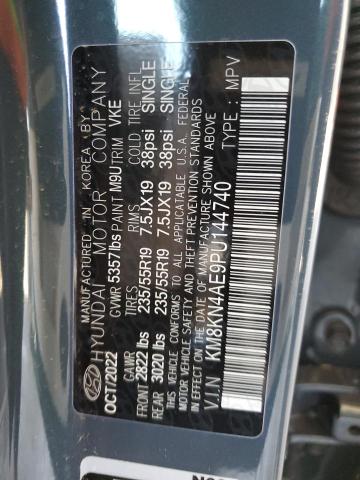 MANUFACTURED IN KOREA BY
HYUNDAI MOTOR COMPANY
OCT/2022 GVWR 5357lbs PAINT M9U TRIM VKE
GAWR TIRES RIMS COLD TIRE INFL
FRONT 2822 lbs 235/55R19 7.5JX19 38psi SINGLE
REAR 3020 lbs 235/55R19 7.5JX19 38psi SINGLE
THIS VEHICLE CONFORMS TO ALL APPLICABLE U.S.A. FEDERAL
MOTOR VEHICLE SAFETY AND THEFT PREVENTION STANDARDS
IN EFFECT ON THE DATE OF MANUFACTURE SHOWN ABOVE
VIN KM8KN4AE9PU144740 TYPE : MPV